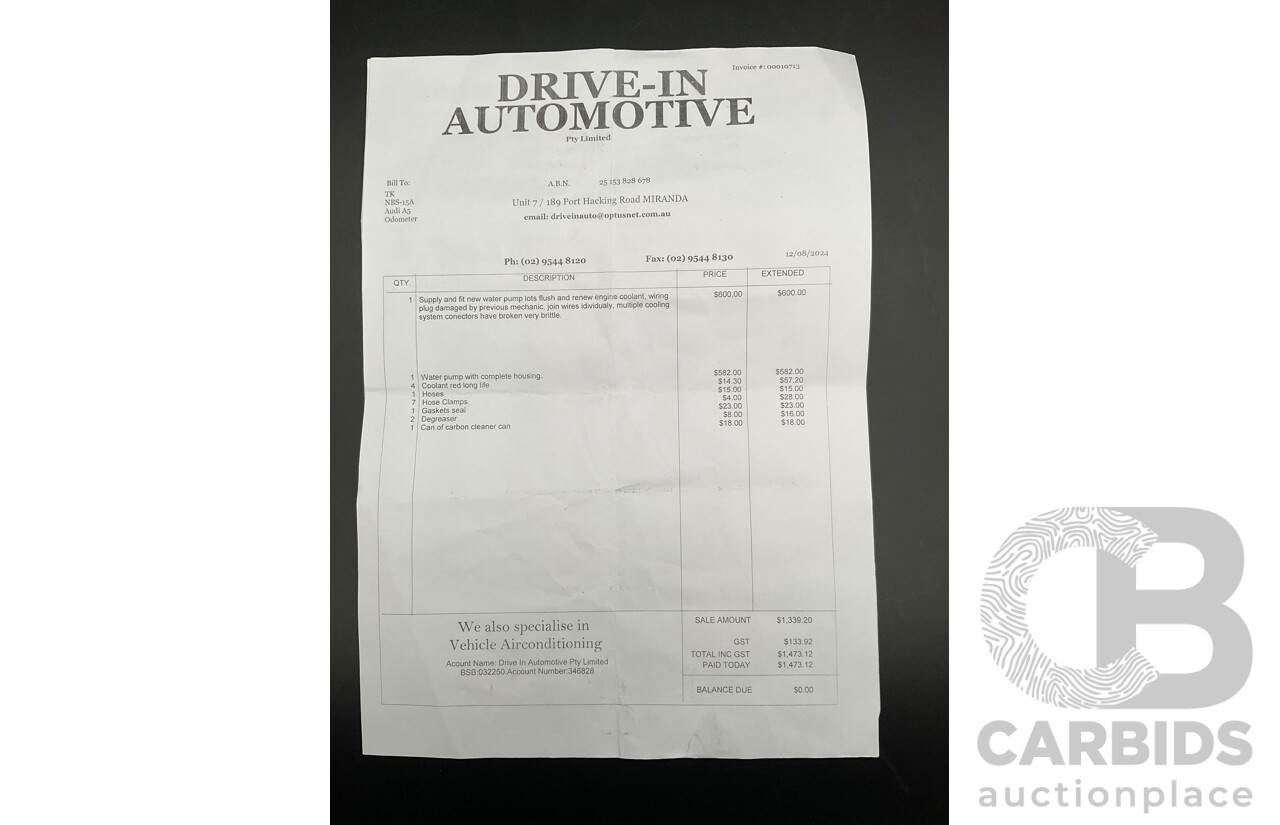 Invoice #: 00010713
DRIVE-IN
AUTOMOTIVE
Pty Limited
Bill To:
TK
NBS-15A
Audi A5
Odometer
A.B.N. 25 153 828 678
Unit 7 / 189 Port Hacking Road MIRANDA
email: driveinauto@optusnet.com.au
Ph: (02) 9544 8120 Fax: (02) 9544 8130 12/08/2024
QTY. DESCRIPTION PRICE EXTENDED
1 Supply and fit new water pump lots flush and renew engine coolant, wiring $600.00 $600.00
plug damaged by previous mechanic, join wires idividualy, multiple cooling
system conectors have broken very brittle.
1 Water pump with complete housing. $582.00 $582.00
4 Coolant red long life $14.30 $57.20
1 Hoses $15.00 $15.00
7 Hose Clamps $4.00 $28.00
1 Gaskets seal $23.00 $23.00
2 Degreaser $8.00 $16.00
1 Can of carbon cleaner can $18.00 $18.00
We also specialise in
Vehicle Airconditioning
Acount Name: Drive In Automotive Pty Limited
BSB:032250 Account Number:346828
SALE AMOUNT $1,339.20
GST $133.92
TOTAL INC GST $1,473.12
PAID TODAY $1,473.12
BALANCE DUE $0.00
CB
CARBIDS
auctionplace